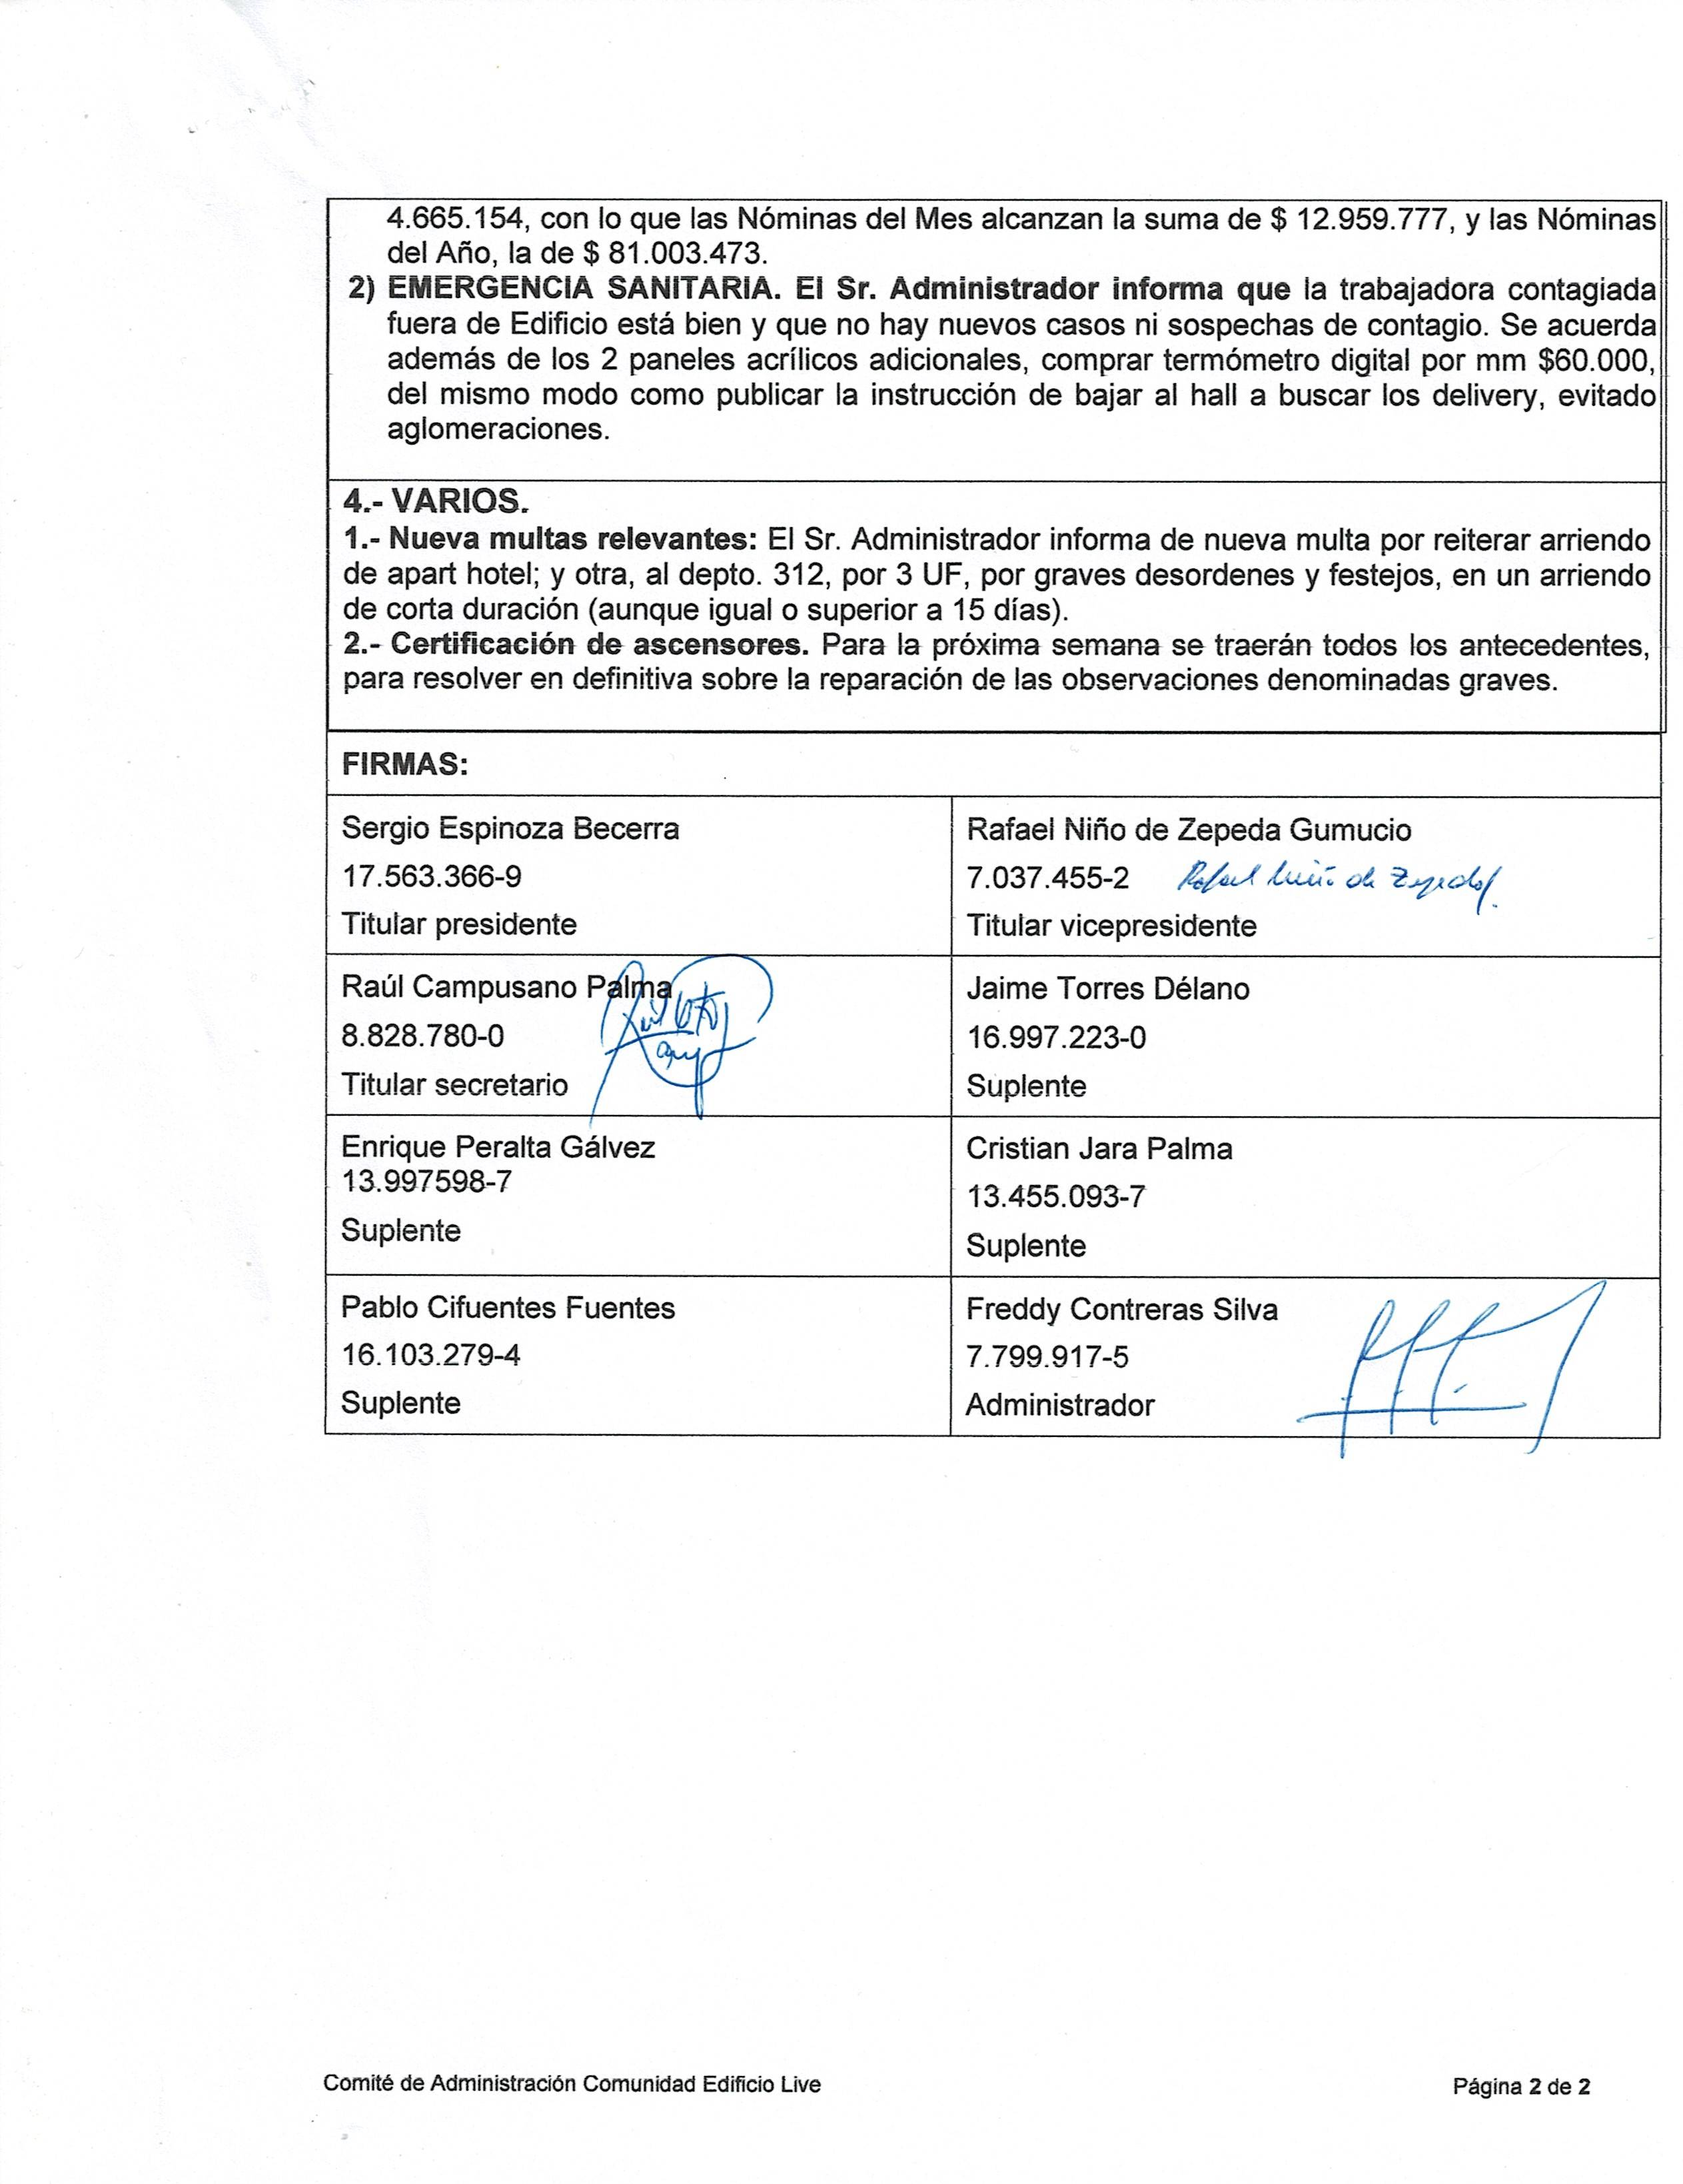 4.665.154, con lo que las Nóminas del Mes alcanzan la suma de $ 12.959.777, y las Nóminas
del Año, la de $ 81.003.473.
2) EMERGENCIA SANITARIA. El Sr. Administrador informa que la trabajadora contagiada
fuera de Edificio está bien y que no hay nuevos casos ni sospechas de contagio. Se acuerda
además de los 2 paneles acrílicos adicionales, comprar termómetro digital por mm $60.000,
del mismo modo como publicar la instrucción de bajar al hall a buscar los delivery, evitado
aglomeraciones.
4.- VARIOS.
1.- Nueva multas relevantes: El Sr. Administrador informa de nueva multa por reiterar arriendo
de apart hotel; y otra, al depto. 312, por 3 UF, por graves desordenes y festejos, en un arriendo
de corta duración (aunque igual o superior a 15 días).
2.- Certificación de ascensores. Para la próxima semana se traerán todos los antecedentes,
para resolver en definitiva sobre la reparación de las observaciones denominadas graves.
FIRMAS:
Sergio Espinoza Becerra
17.563.366-9
Titular presidente
Rafael Niño de Zepeda Gumucio
7.037.455-2 Rafael Niño de Zepeda
Titular vicepresidente
Raúl Campusano Palma
8.828.780-0
Titular secretario
Jaime Torres Délano
16.997.223-0
Suplente
Enrique Peralta Gálvez
13.997598-7
Suplente
Cristian Jara Palma
13.455.093-7
Suplente
Pablo Cifuentes Fuentes
16.103.279-4
Suplente
Freddy Contreras Silva
7.799.917-5
Administrador
Comité de Administración Comunidad Edificio Live
Página 2 de 2